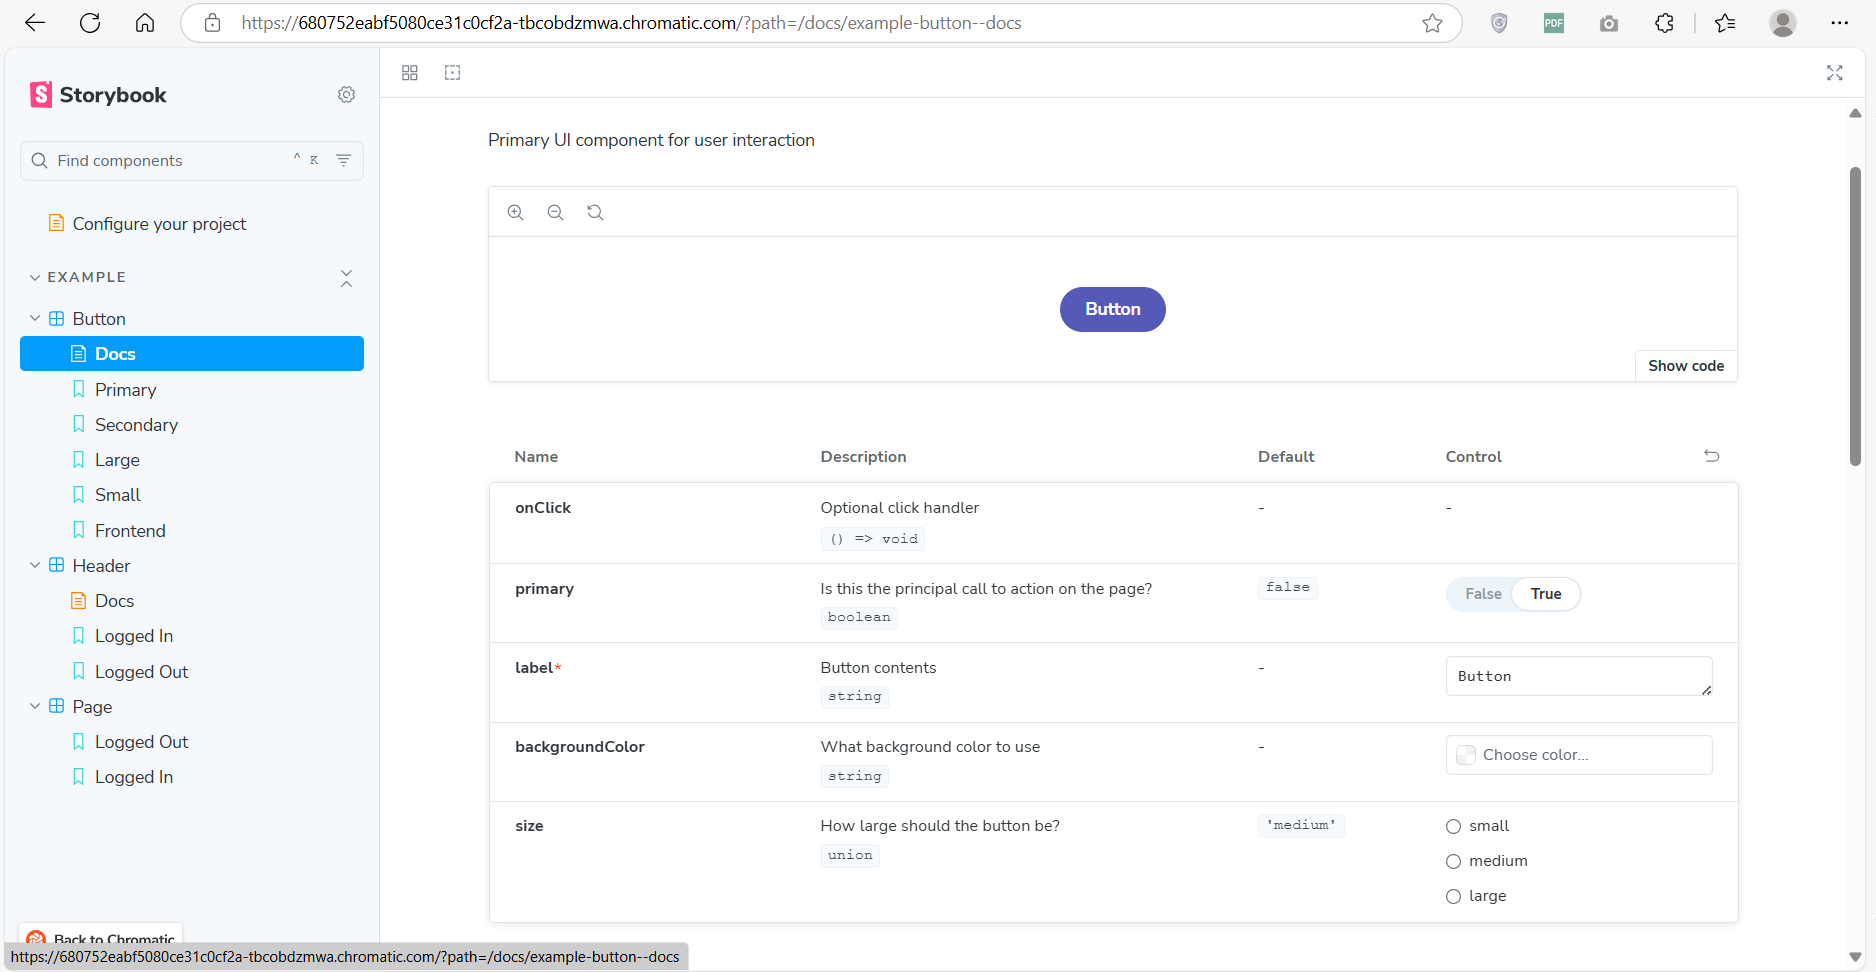 https://680752eabf5080ce31c0cf2a-tbcobdzmwa.chromatic.com/?path=/docs/example-button--docs
PDF
Storybook
Find components
^ K
Configure your project
EXAMPLE
Button
Docs
Primary
Secondary
Large
Small
Frontend
Header
Docs
Logged In
Logged Out
Page
Logged Out
Logged In
Back to Chromatic
https://680752eabf5080ce31c0cf2a-tbcobdzmwa.chromatic.com/?path=/docs/example-button--docs
Primary UI component for user interaction
Button
Show code
Name Description Default Control
onClick Optional click handler - -
() => void
primary Is this the principal call to action on the page? false False True
boolean
label* Button contents - Button
string
backgroundColor What background color to use - Choose color...
string
size How large should the button be? 'medium' small
union
medium
large